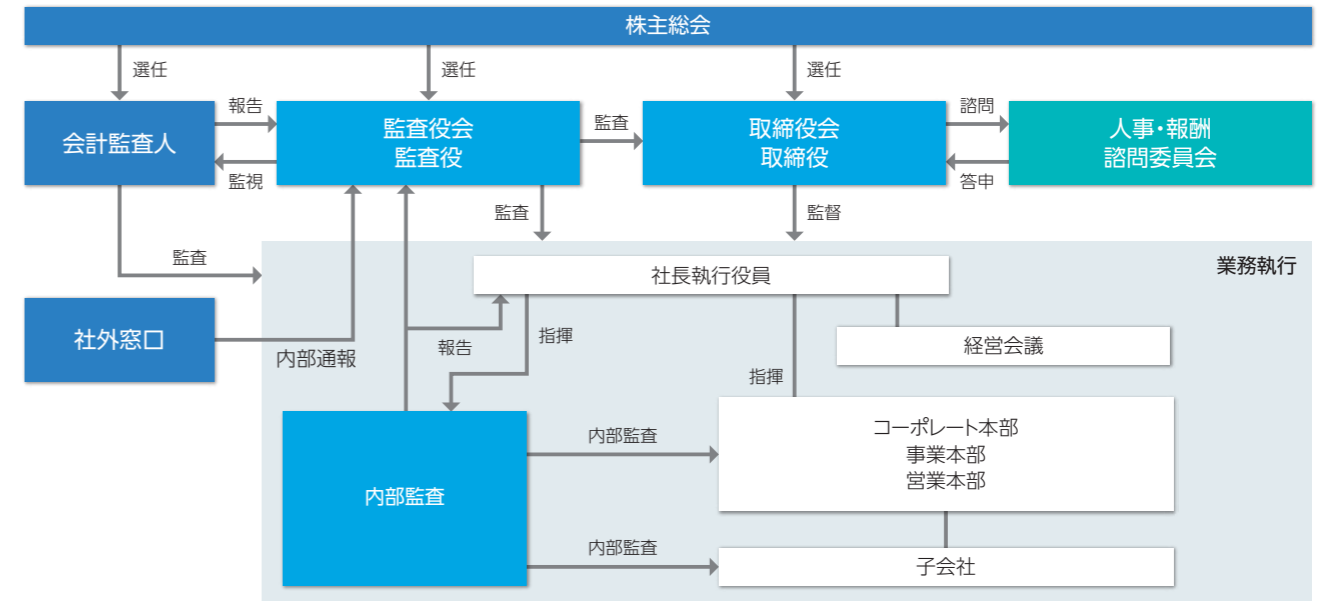 株主総会
選任
選任
選任
会計監査人
報告
監視
監査役会
監査役
監査
取締役会
取締役
諮問
答申
人事・報酬
諮問委員会
監査
監査
監督
業務執行
社長執行役員
社外窓口
内部通報
報告
指揮
経営会議
指揮
内部監査
内部監査
コーポレート本部
事業本部
営業本部
内部監査
子会社